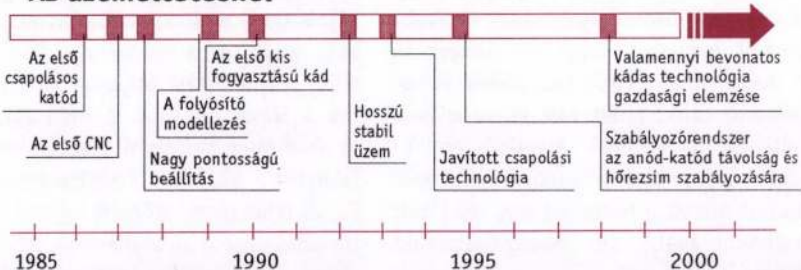 Az első
csapolásos
katód
Az első CNC
Nagy pontosságú
beállítás
A folyósító
modellezés
Az első kis
fogyasztású kád
Hosszú
stabil
üzem
Javított csapolási
technológia
Szabályozórendszer
az anód-katód távolság és
hőrezsim szabályozására
Valamennyi bevonatos
kádas technológia
gazdasági elemzése
1985 1990 1995 2000